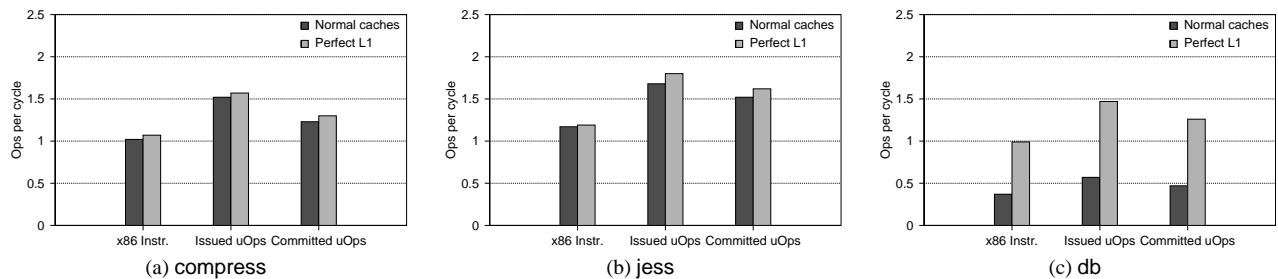 2.5
2
1.5
1
0.5
0
Ops per cycle
Normal caches
Perfect L1
x86 Instr.
Issued uOps
Committed uOps
(a) compress
2.5
2
1.5
1
0.5
0
Ops per cycle
Normal caches
Perfect L1
x86 Instr.
Issued uOps
Committed uOps
(b) jess
2.5
2
1.5
1
0.5
0
Ops per cycle
Normal caches
Perfect L1
x86 Instr.
Issued uOps
Committed uOps
(c) db